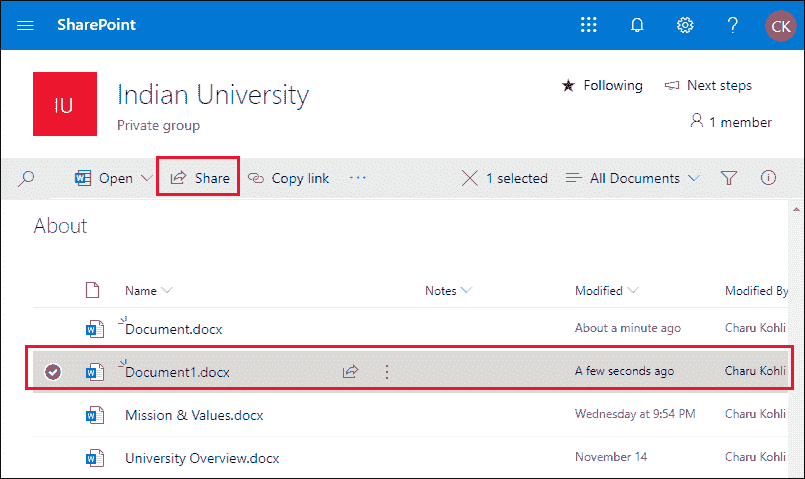 SharePoint
?
CK
IU
Indian University
Private group
Following
Next steps
1 member
Open
Share
Copy link
...
1 selected
All Documents
About
Name
Notes
Modified
Modified By
Document.docx
About a minute ago
Charu Kohli
Document1.docx
A few seconds ago
Charu Kohli
Mission & Values.docx
Wednesday at 9:54 PM
Charu Kohli
University Overview.docx
November 14
Charu Kohli